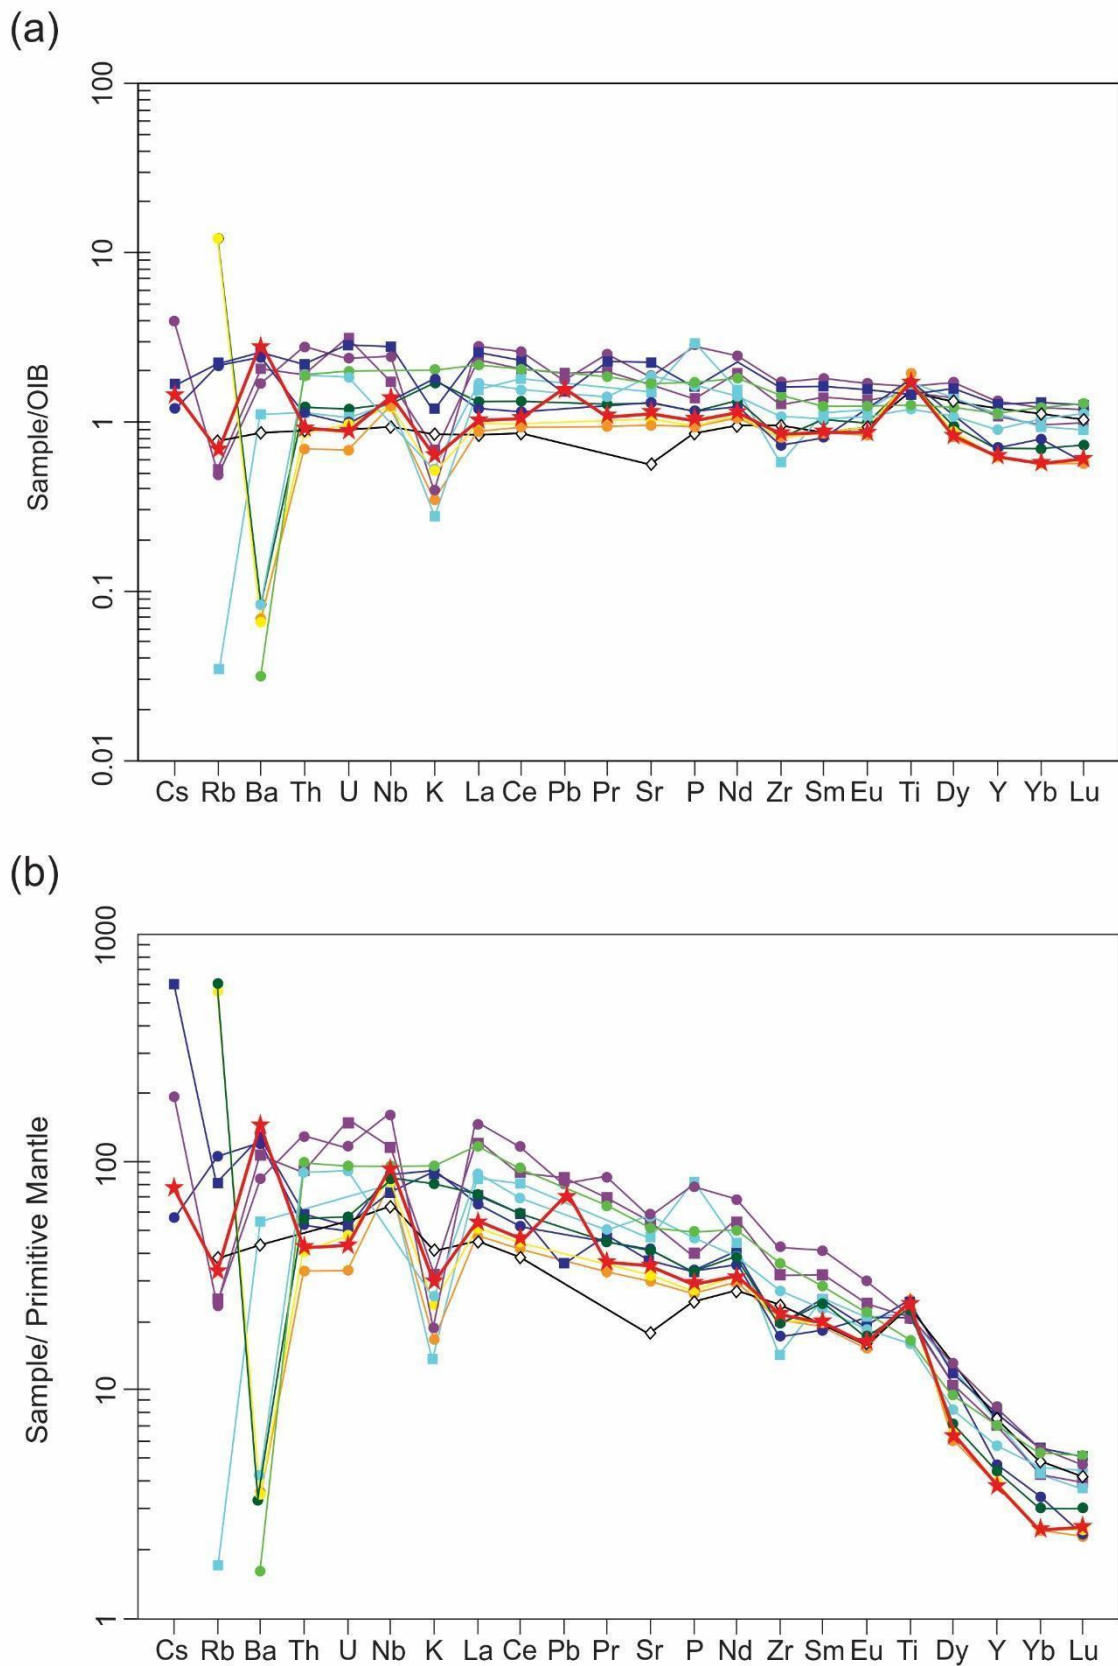 (a)
100
10
1
0.1
0.01
Sample/OIB
Cs Rb Ba Th U Nb K La Ce Pb Pr Sr P Nd Zr Sm Eu Ti Dy Y Yb Lu
(b)
1000
100
10
1
Sample/ Primitive Mantle
Cs Rb Ba Th U Nb K La Ce Pb Pr Sr P Nd Zr Sm Eu Ti Dy Y Yb Lu